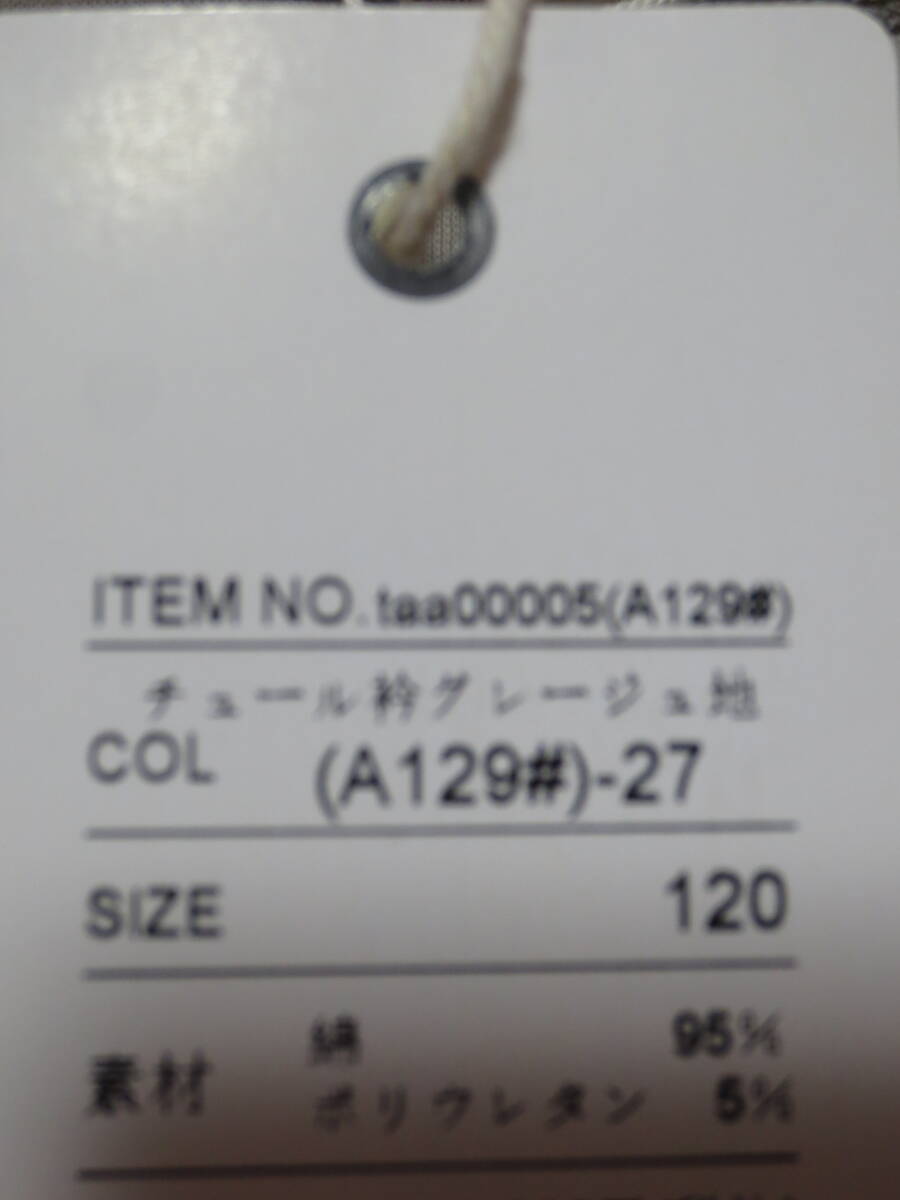 ITEM NO.taa00005(A129#)
チュール衿グレージュ地
COL (A129#)-27
SIZE 120
素材 綿 95%
ポリウレタン 5%